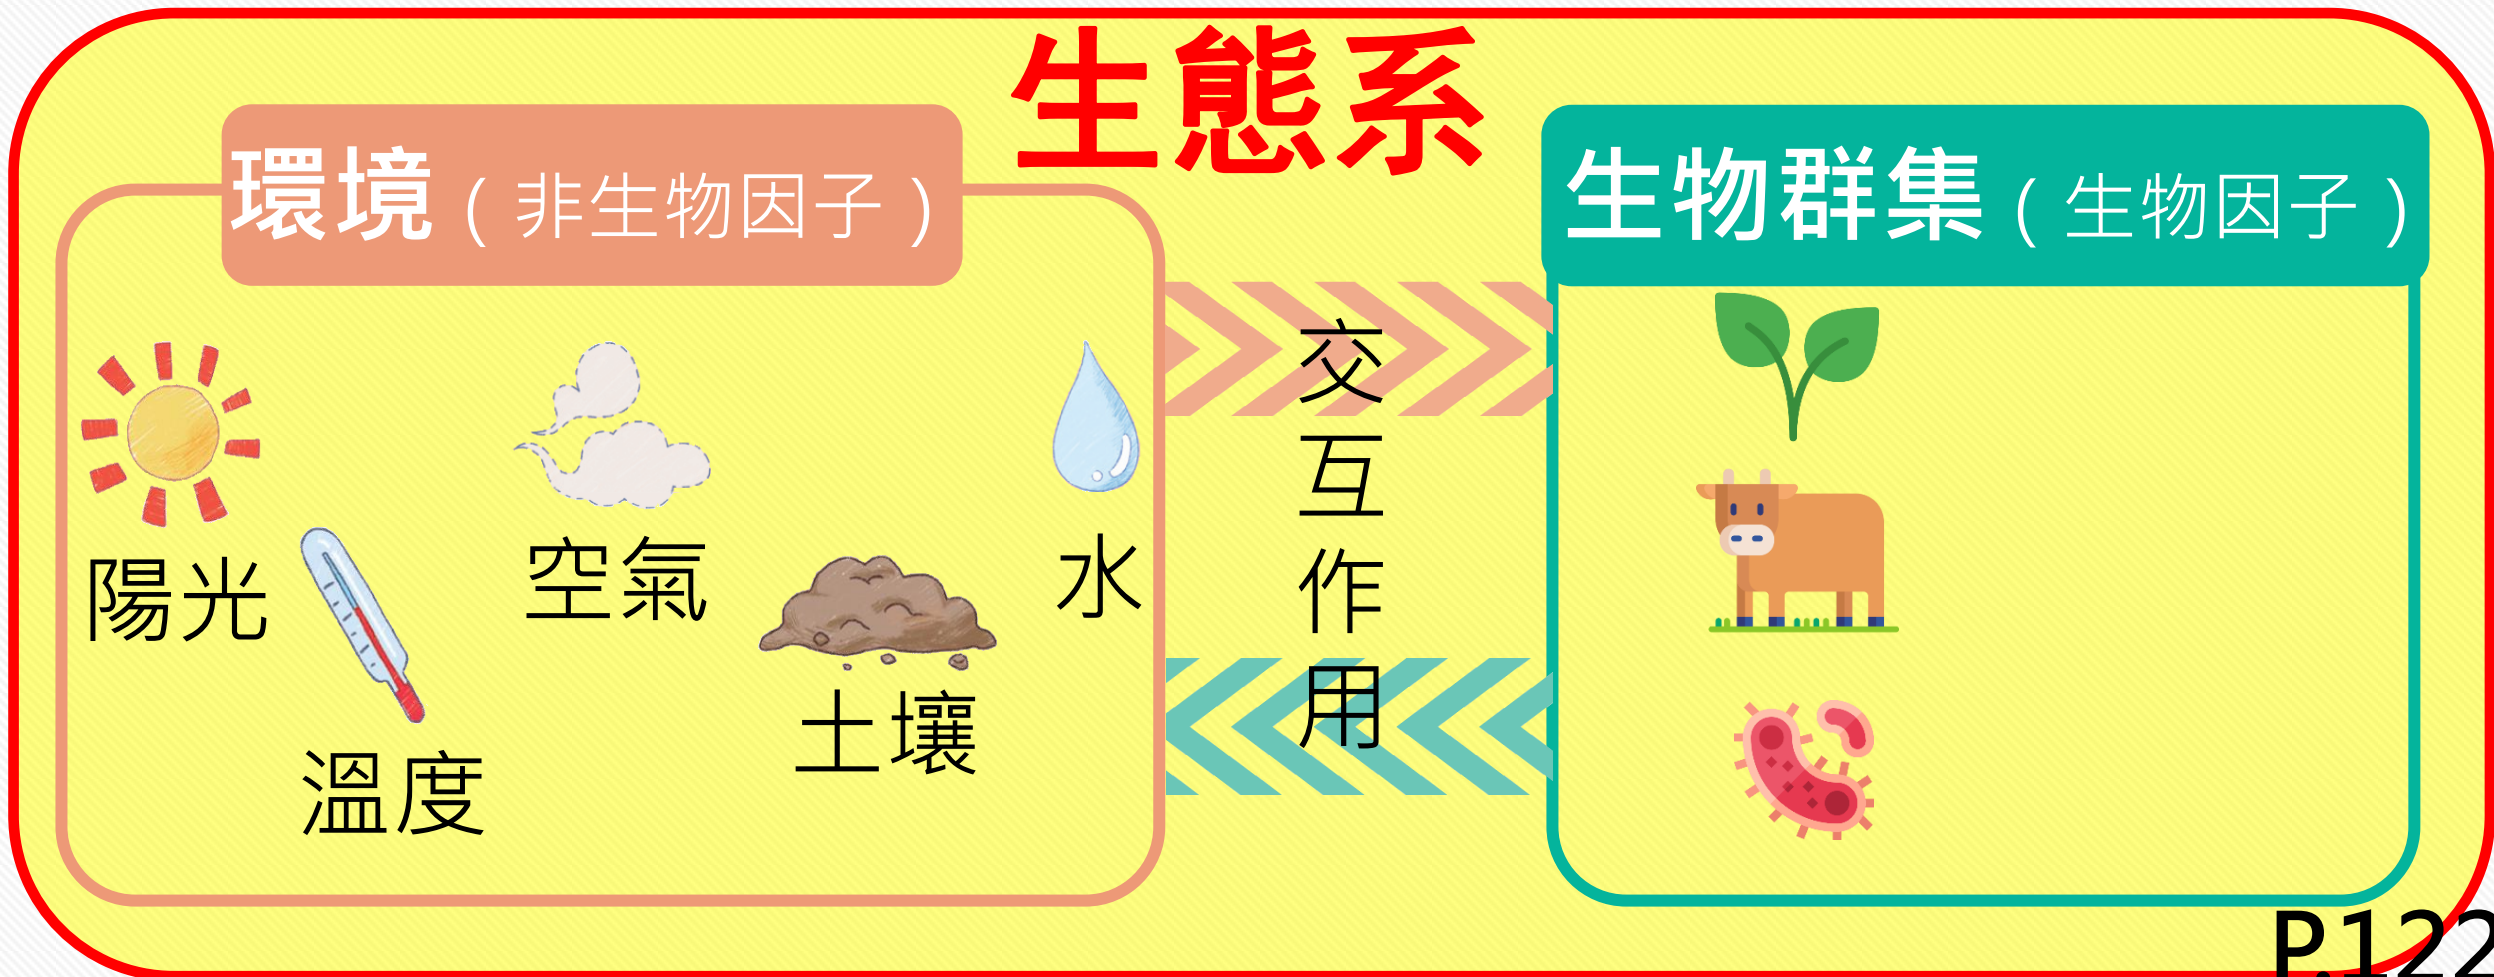 生態系
環境（非生物因子）
生物群集（生物因子）
陽光
溫度
空氣
土壤
水
交互作用
P.122